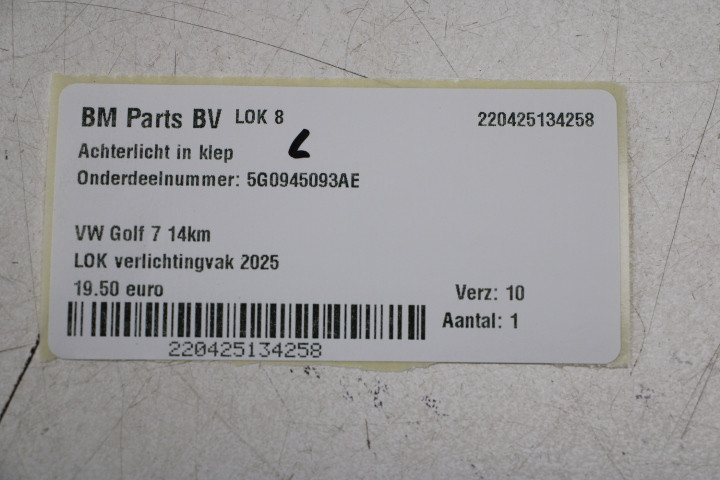 BM Parts BV LOK 8 220425134258
Achterlicht in klep L
Onderdeelnummer: 5G0945093AE
VW Golf 7 14km
LOK verlichtingvak 2025
19.50 euro Verz: 10
Aantal: 1
220425134258